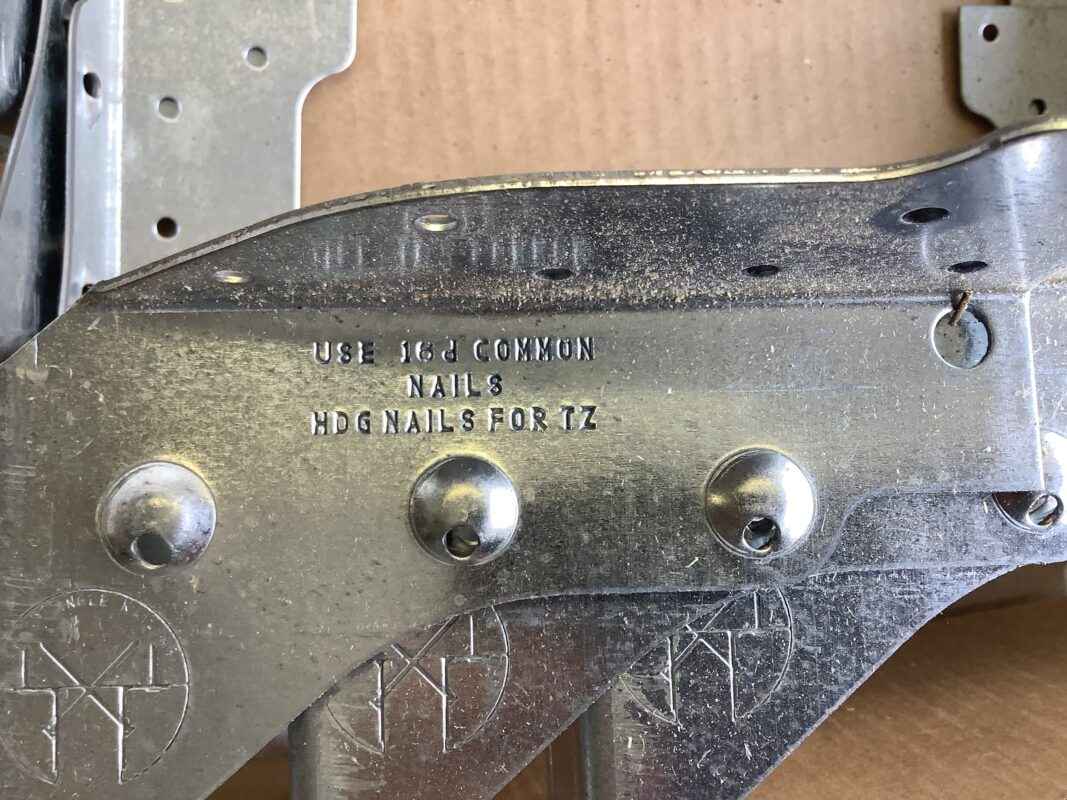 USE 16d COMMON
NAILS
HDG NAILS FOR TZ